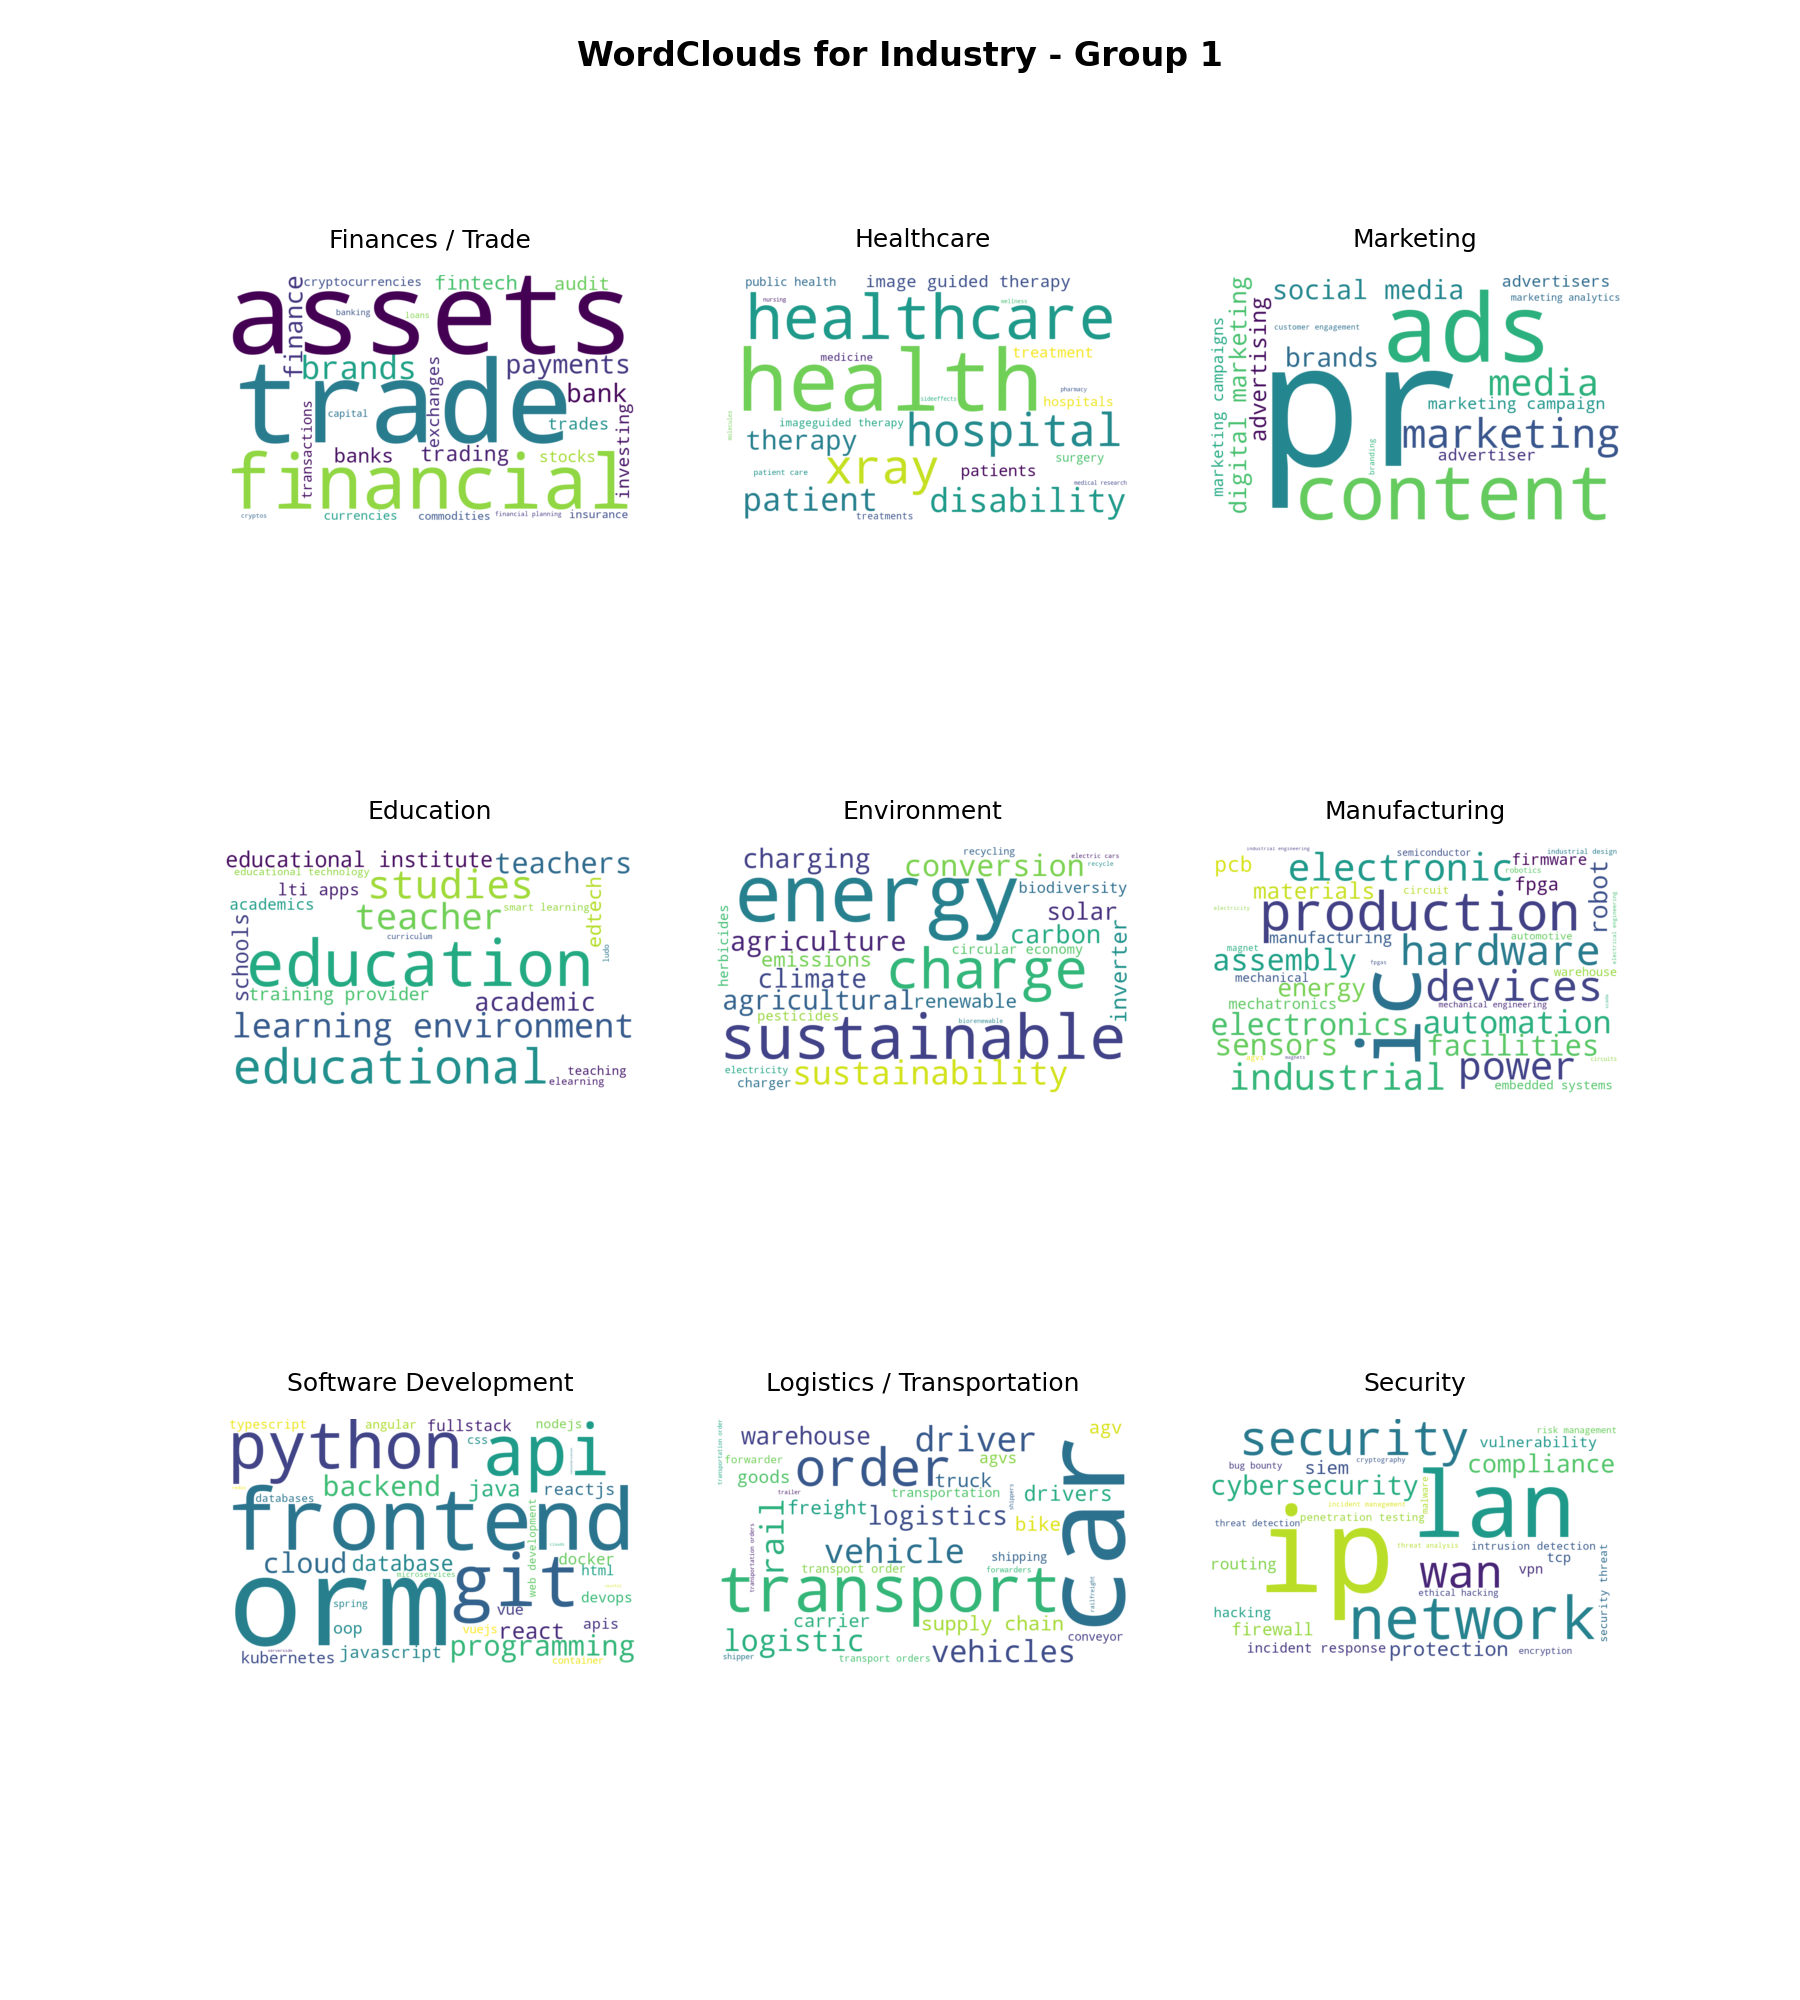 WordClouds for Industry - Group 1
Finances / Trade
cryptocurrencies fintech audit
finance banking loans
assets
brands payments
exchanges bank
trade
capital trades
transactions investing
banks trading stocks
financial
cryptos currencies commodities financial planning insurance
Healthcare
public health image guided therapy
nursing wellness
healthcare
medicine treatment
health
pharmacy
sideeffects hospitals
molecules imageguided therapy hospital
therapy
xray surgery
patient care patients
medical research
patient disability
treatments
Marketing
social media advertisers
marketing analytics
digital marketing advertising ads
marketing campaigns customer engagement
brands
pr media
marketing campaign
marketing
branding advertiser
content
Education
educational institute teachers
educational technology
lti apps studies
academics edtech
teacher smart learning
schools curriculum ludo
education
training provider academic
learning environment
educational teaching
elearning
Environment
charging conversion recycling electric cars
recycle
energy biodiversity
solar
herbicides agriculture carbon
emissions circular economy inverter
climate charge
agricultural renewable
pesticides biorenewable
sustainable
electricity
charger sustainability
Manufacturing
industrial engineering semiconductor industrial design
pcb electronic firmware
robotics
materials circuit fpga robot
electricity production electrical engineering
manufacturing automotive
magnet hardware
assembly fpgas warehouse
mechanical devices
energy
mechatronics ic mechanical engineering
electronics automation
sensors facilities
magnets circuits
industrial power
embedded systems
Software Development
typescript angular fullstack nodejs
python css api
backend java reactjs
databases
frontend web development
cloud database docker
microservices html
orm git
spring devops
vue
oop vuejs react apis
kubernetes javascript programming
container
Logistics / Transportation
transportation order warehouse driver agv
forwarder agvs
goods order truck
trailer transportation shippers drivers
rail freight logistics bike car
transportation orders vehicle shipping
transport order forwarders
transport railfreight
carrier supply chain
logistic conveyor
shipper transport orders vehicles
Security
security risk management
vulnerability
bug bounty siem cryptography compliance
cybersecurity malware lan
incident management
threat detection penetration testing
ip threat analysis intrusion detection
routing wan vpn tcp
ethical hacking security threat
hacking network
firewall
incident response protection encryption